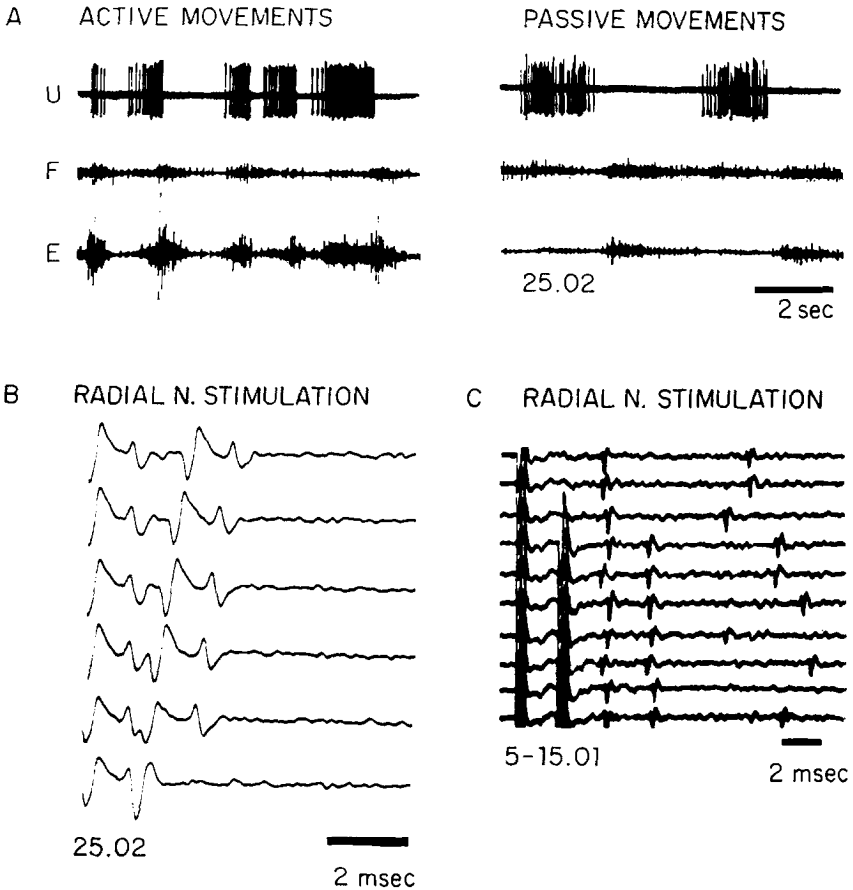 A ACTIVE MOVEMENTS
PASSIVE MOVEMENTS
U
F
E
25.02
2 sec
B RADIAL N. STIMULATION
C RADIAL N. STIMULATION
25.02
2 msec
5-15.01
2 msec